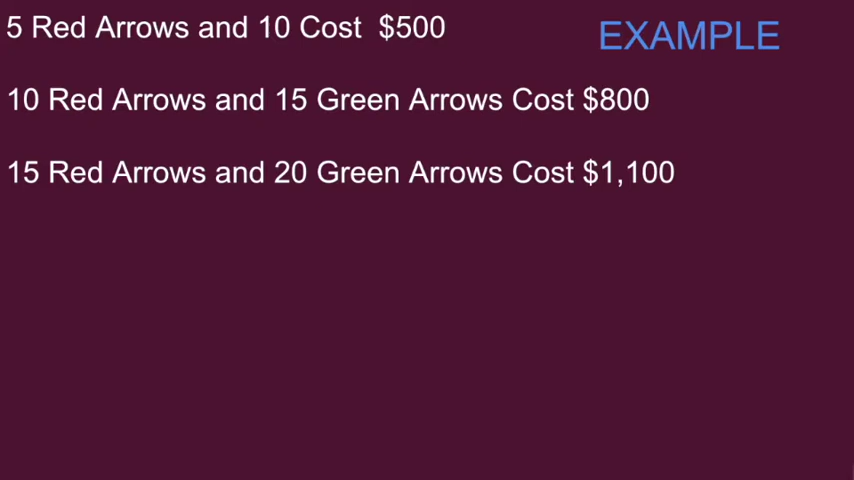 5 Red Arrows and 10 Cost $500
EXAMPLE
10 Red Arrows and 15 Green Arrows Cost $800
15 Red Arrows and 20 Green Arrows Cost $1,100